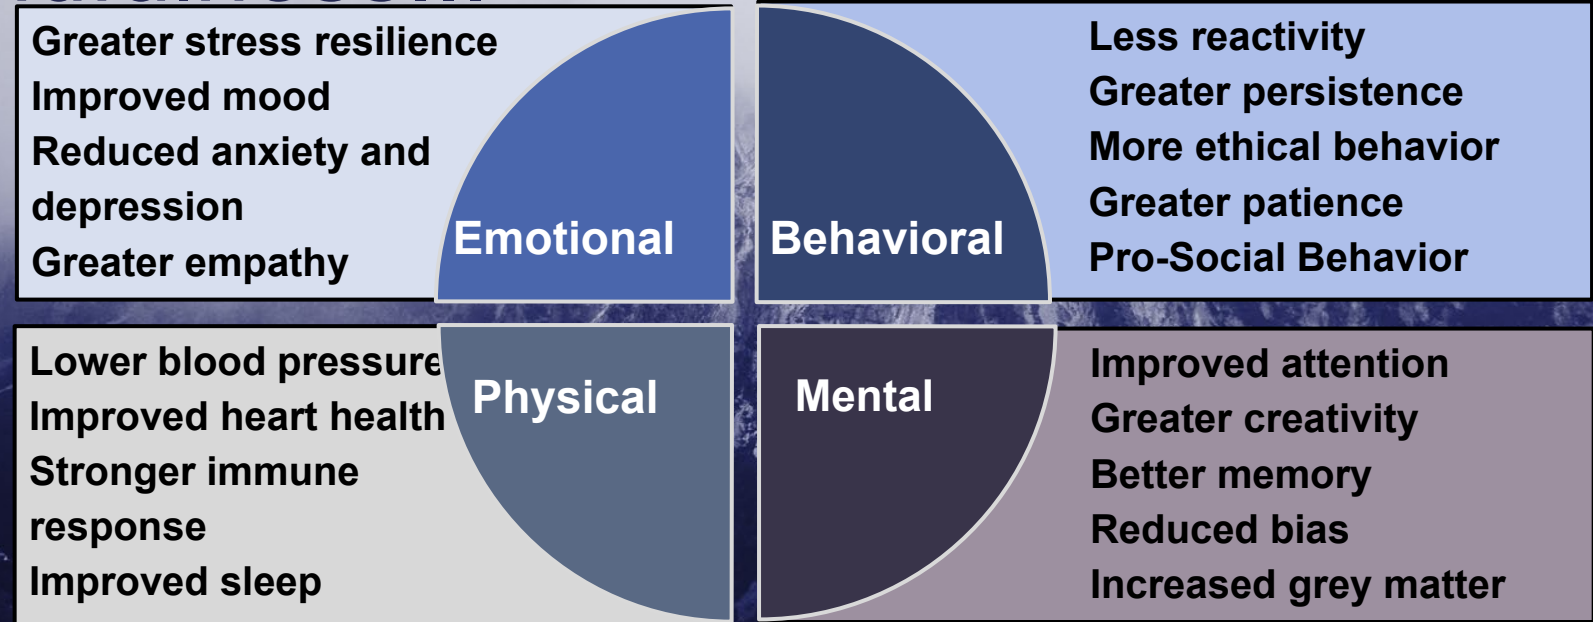 Greater stress resilience
Improved mood
Reduced anxiety and
depression
Greater empathy
Emotional
Behavioral
Less reactivity
Greater persistence
More ethical behavior
Greater patience
Pro-Social Behavior
Lower blood pressure
Improved heart health
Stronger immune
response
Improved sleep
Physical
Mental
Improved attention
Greater creativity
Better memory
Reduced bias
Increased grey matter